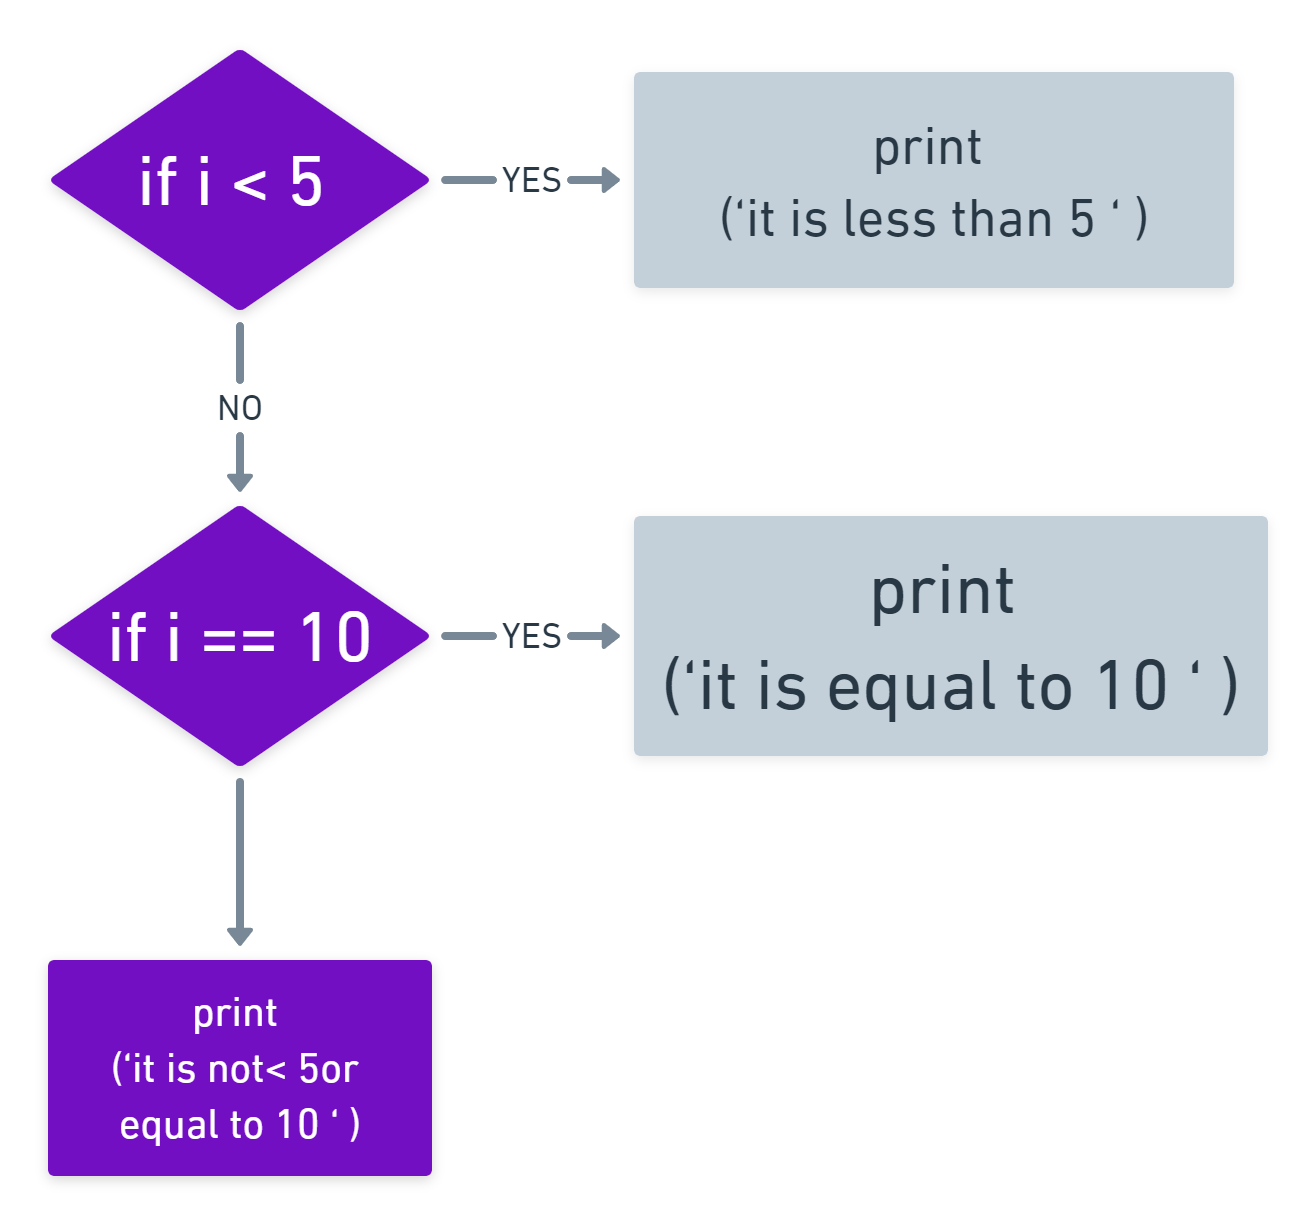 if i < 5
YES
print
(‘it is less than 5 ‘ )
NO
if i == 10
YES
print
(‘it is equal to 10 ‘ )
print
(‘it is not< 5or
equal to 10 ‘ )